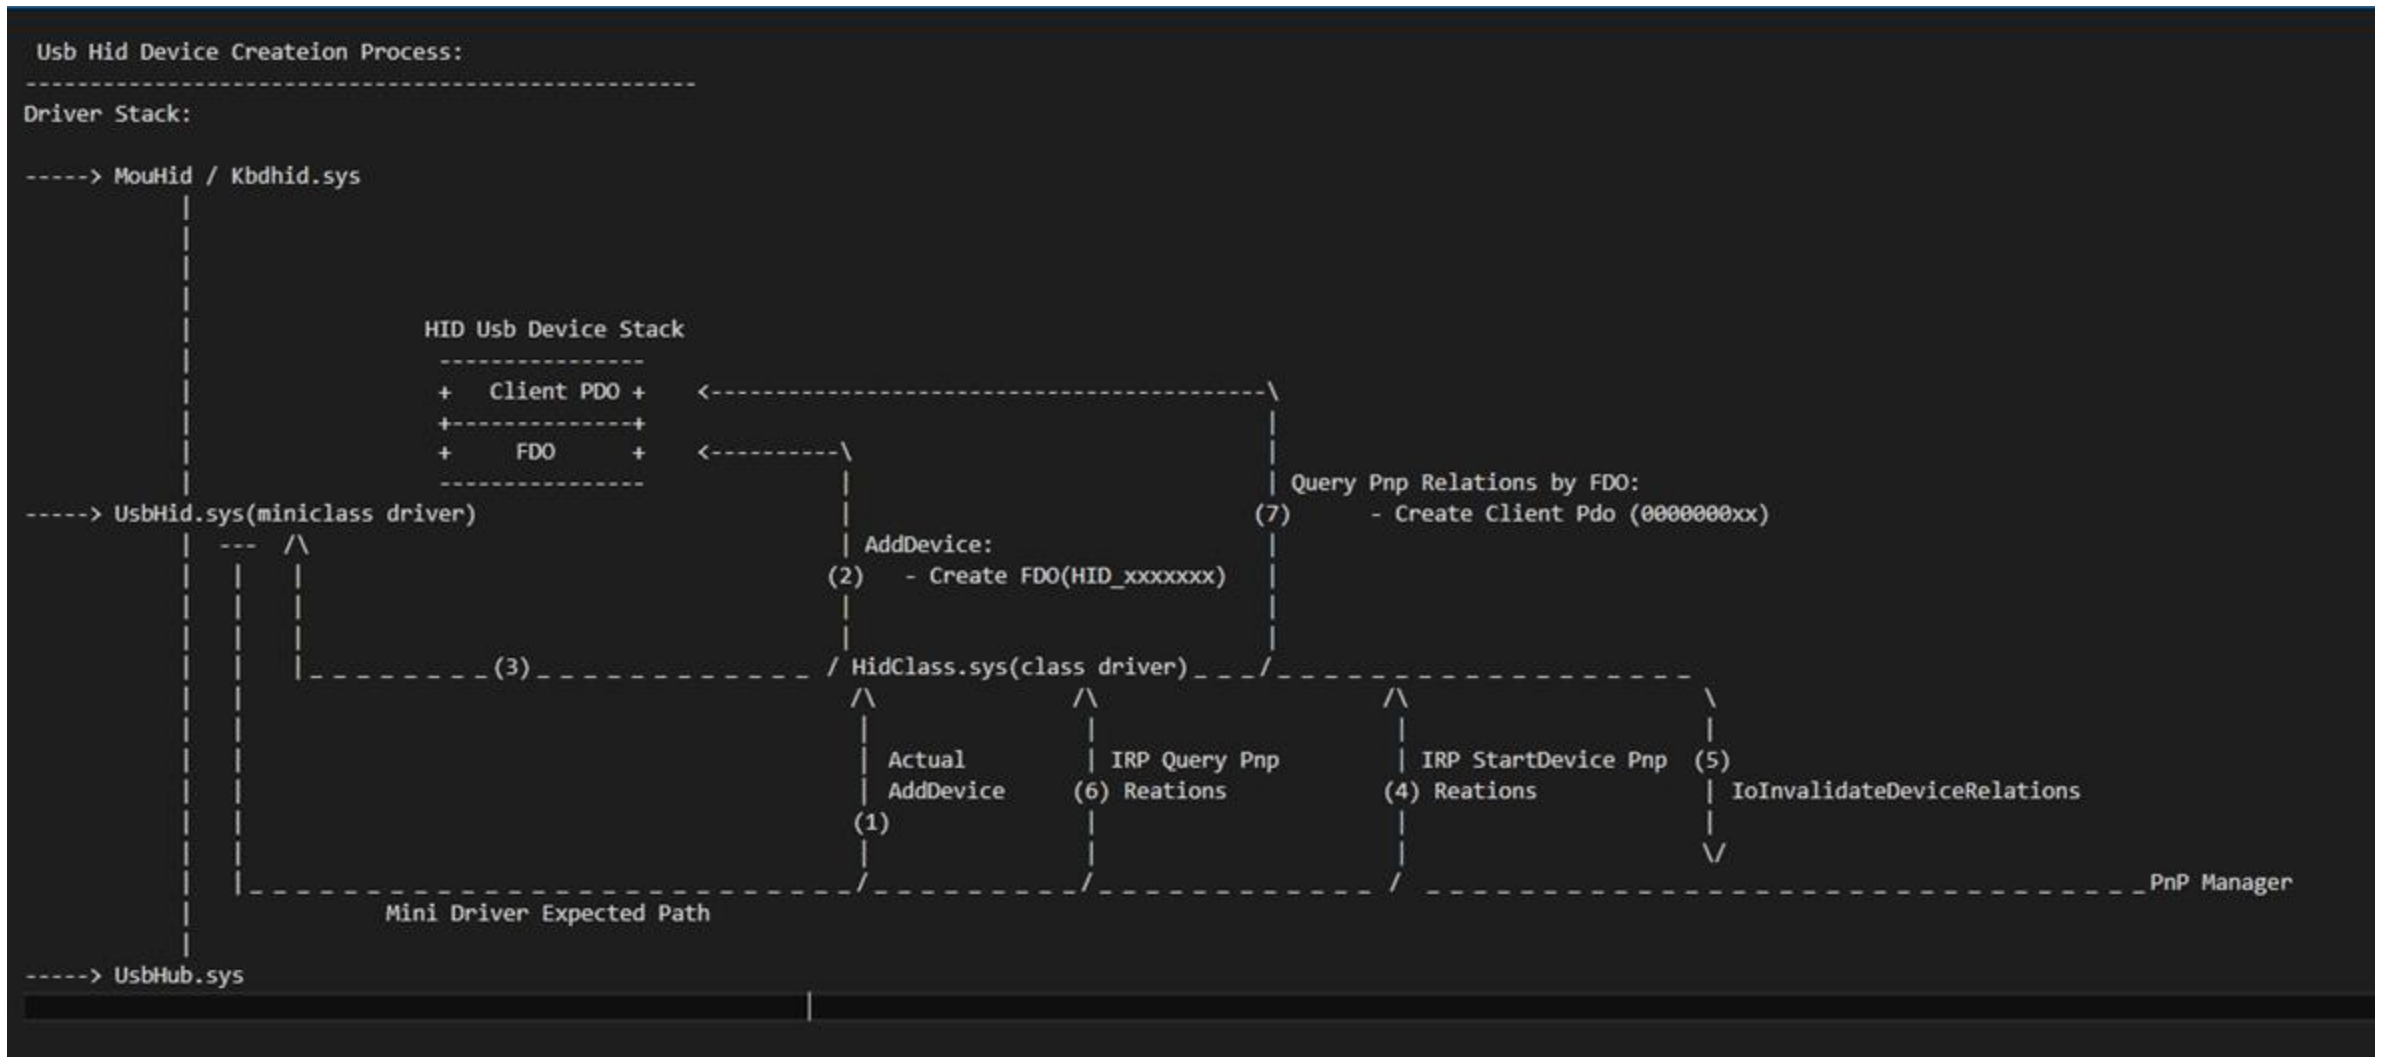 Usb Hid Device Createion Process:
Driver Stack:
-----> MouHid / Kbdhid.sys
HID Usb Device Stack
+ Client PDO +
+ FDO +
Query Pnp Relations by FDO:
-----> UsbHid.sys(miniclass driver)
(7) - Create Client Pdo (0000000xx)
AddDevice:
(2) - Create FDO(HID_xxxxxxx)
(3) / HidClass.sys(class driver)
Actual IRP Query Pnp IRP StartDevice Pnp (5)
AddDevice (6) Reations (4) Reations IoInvalidateDeviceRelations
(1)
PnP Manager
Mini Driver Expected Path
-----> UsbHub.sys